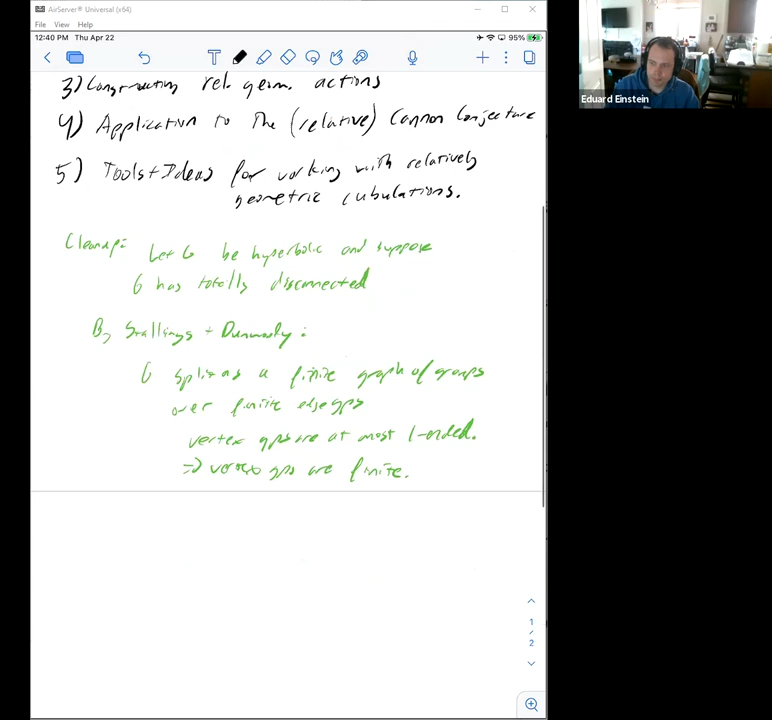 AirServer® Universal (x64)
File Edit View
12:40 PM Thu Apr 22
95%
Eduard Einstein
3) Constructing rel. geom. actions
4) Application to the (relative) Cannon Conjecture
5) Tools + Ideas for working with relatively
geometric cubulations.
Cleanup: Let G be hyperbolic and suppose
G has totally disconnected
By Stallings + Dunwoody:
G splits as a finite graph of groups
over finite edge gps
vertex gps are at most 1-ended.
=> vertex gps are finite.
1
/
2